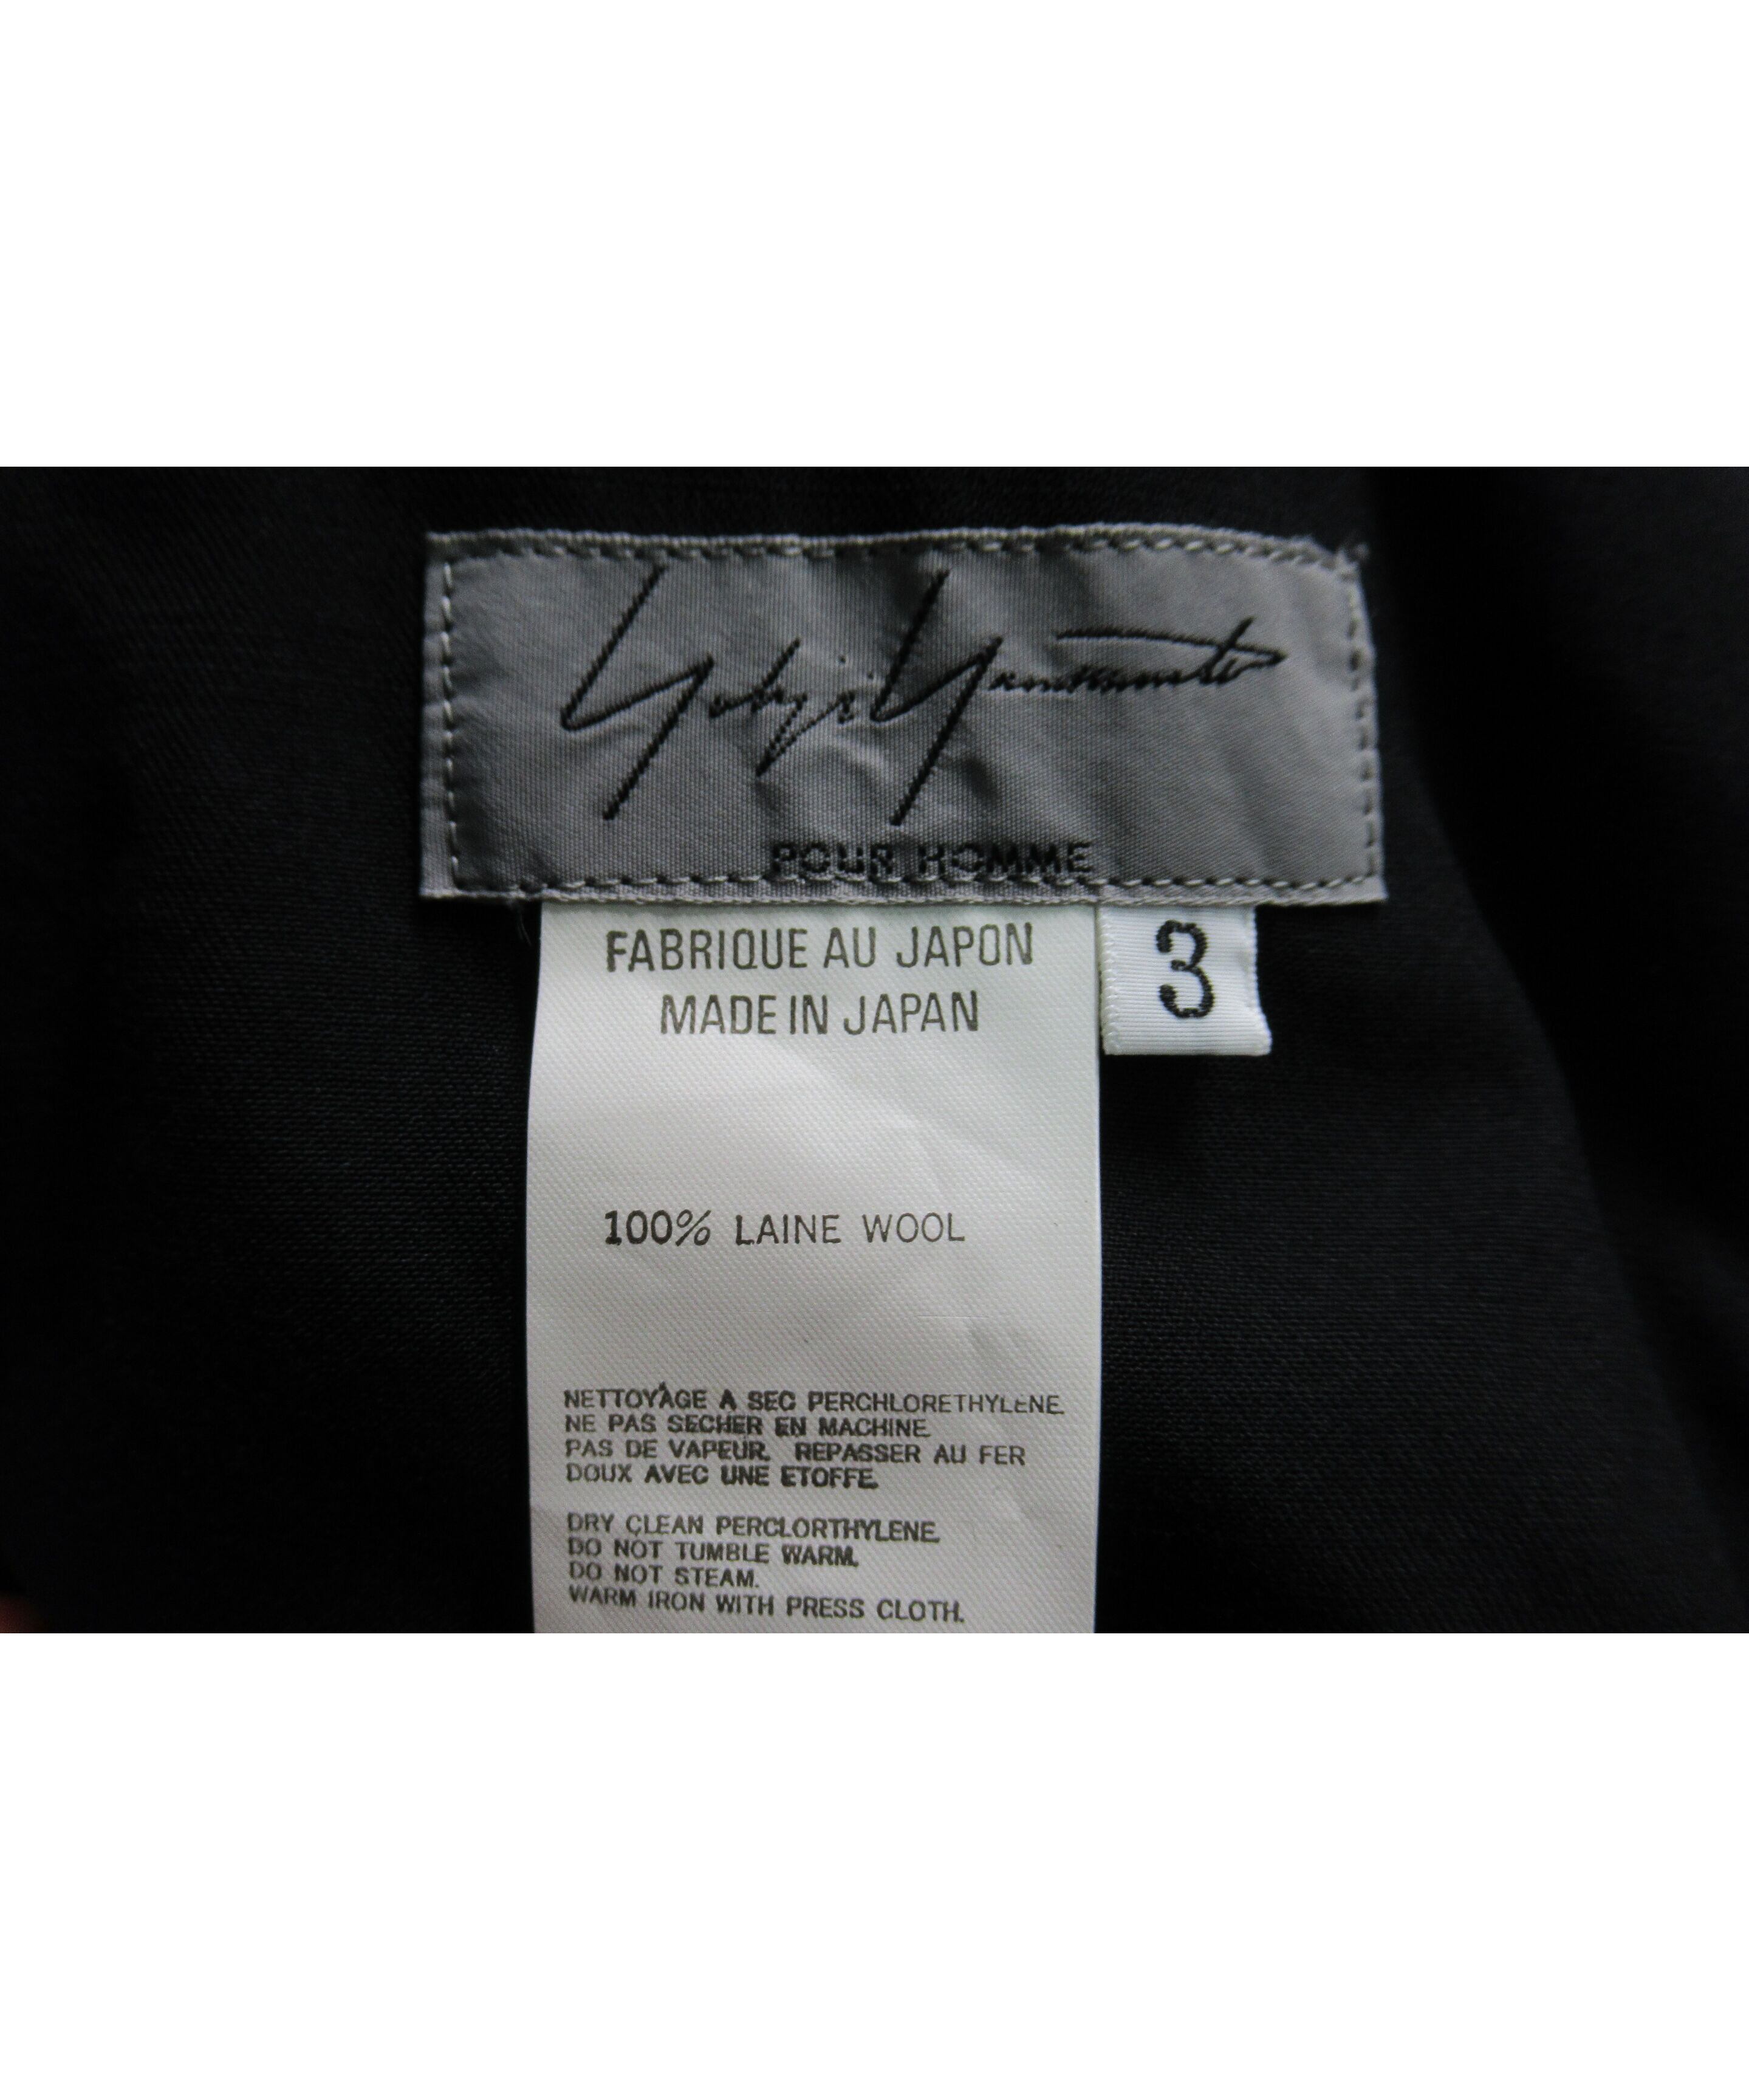 Yohji Yamamoto
POUR HOMME
FABRIQUE AU JAPON
MADE IN JAPAN
3
100% LAINE WOOL
NETTOYAGE A SEC PERCHLORETHYLENE.
NE PAS SECHER EN MACHINE.
PAS DE VAPEUR. REPASSER AU FER
DOUX AVEC UNE ETOFFE.
DRY CLEAN PERCLORTHYLENE.
DO NOT TUMBLE WARM.
DO NOT STEAM.
WARM IRON WITH PRESS CLOTH.